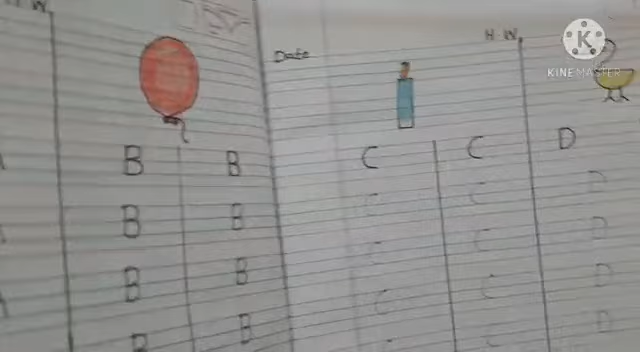 H.W.
Date
K
KINEMASTER
B B C C D
B B C C D
B B C C D
B B C C D